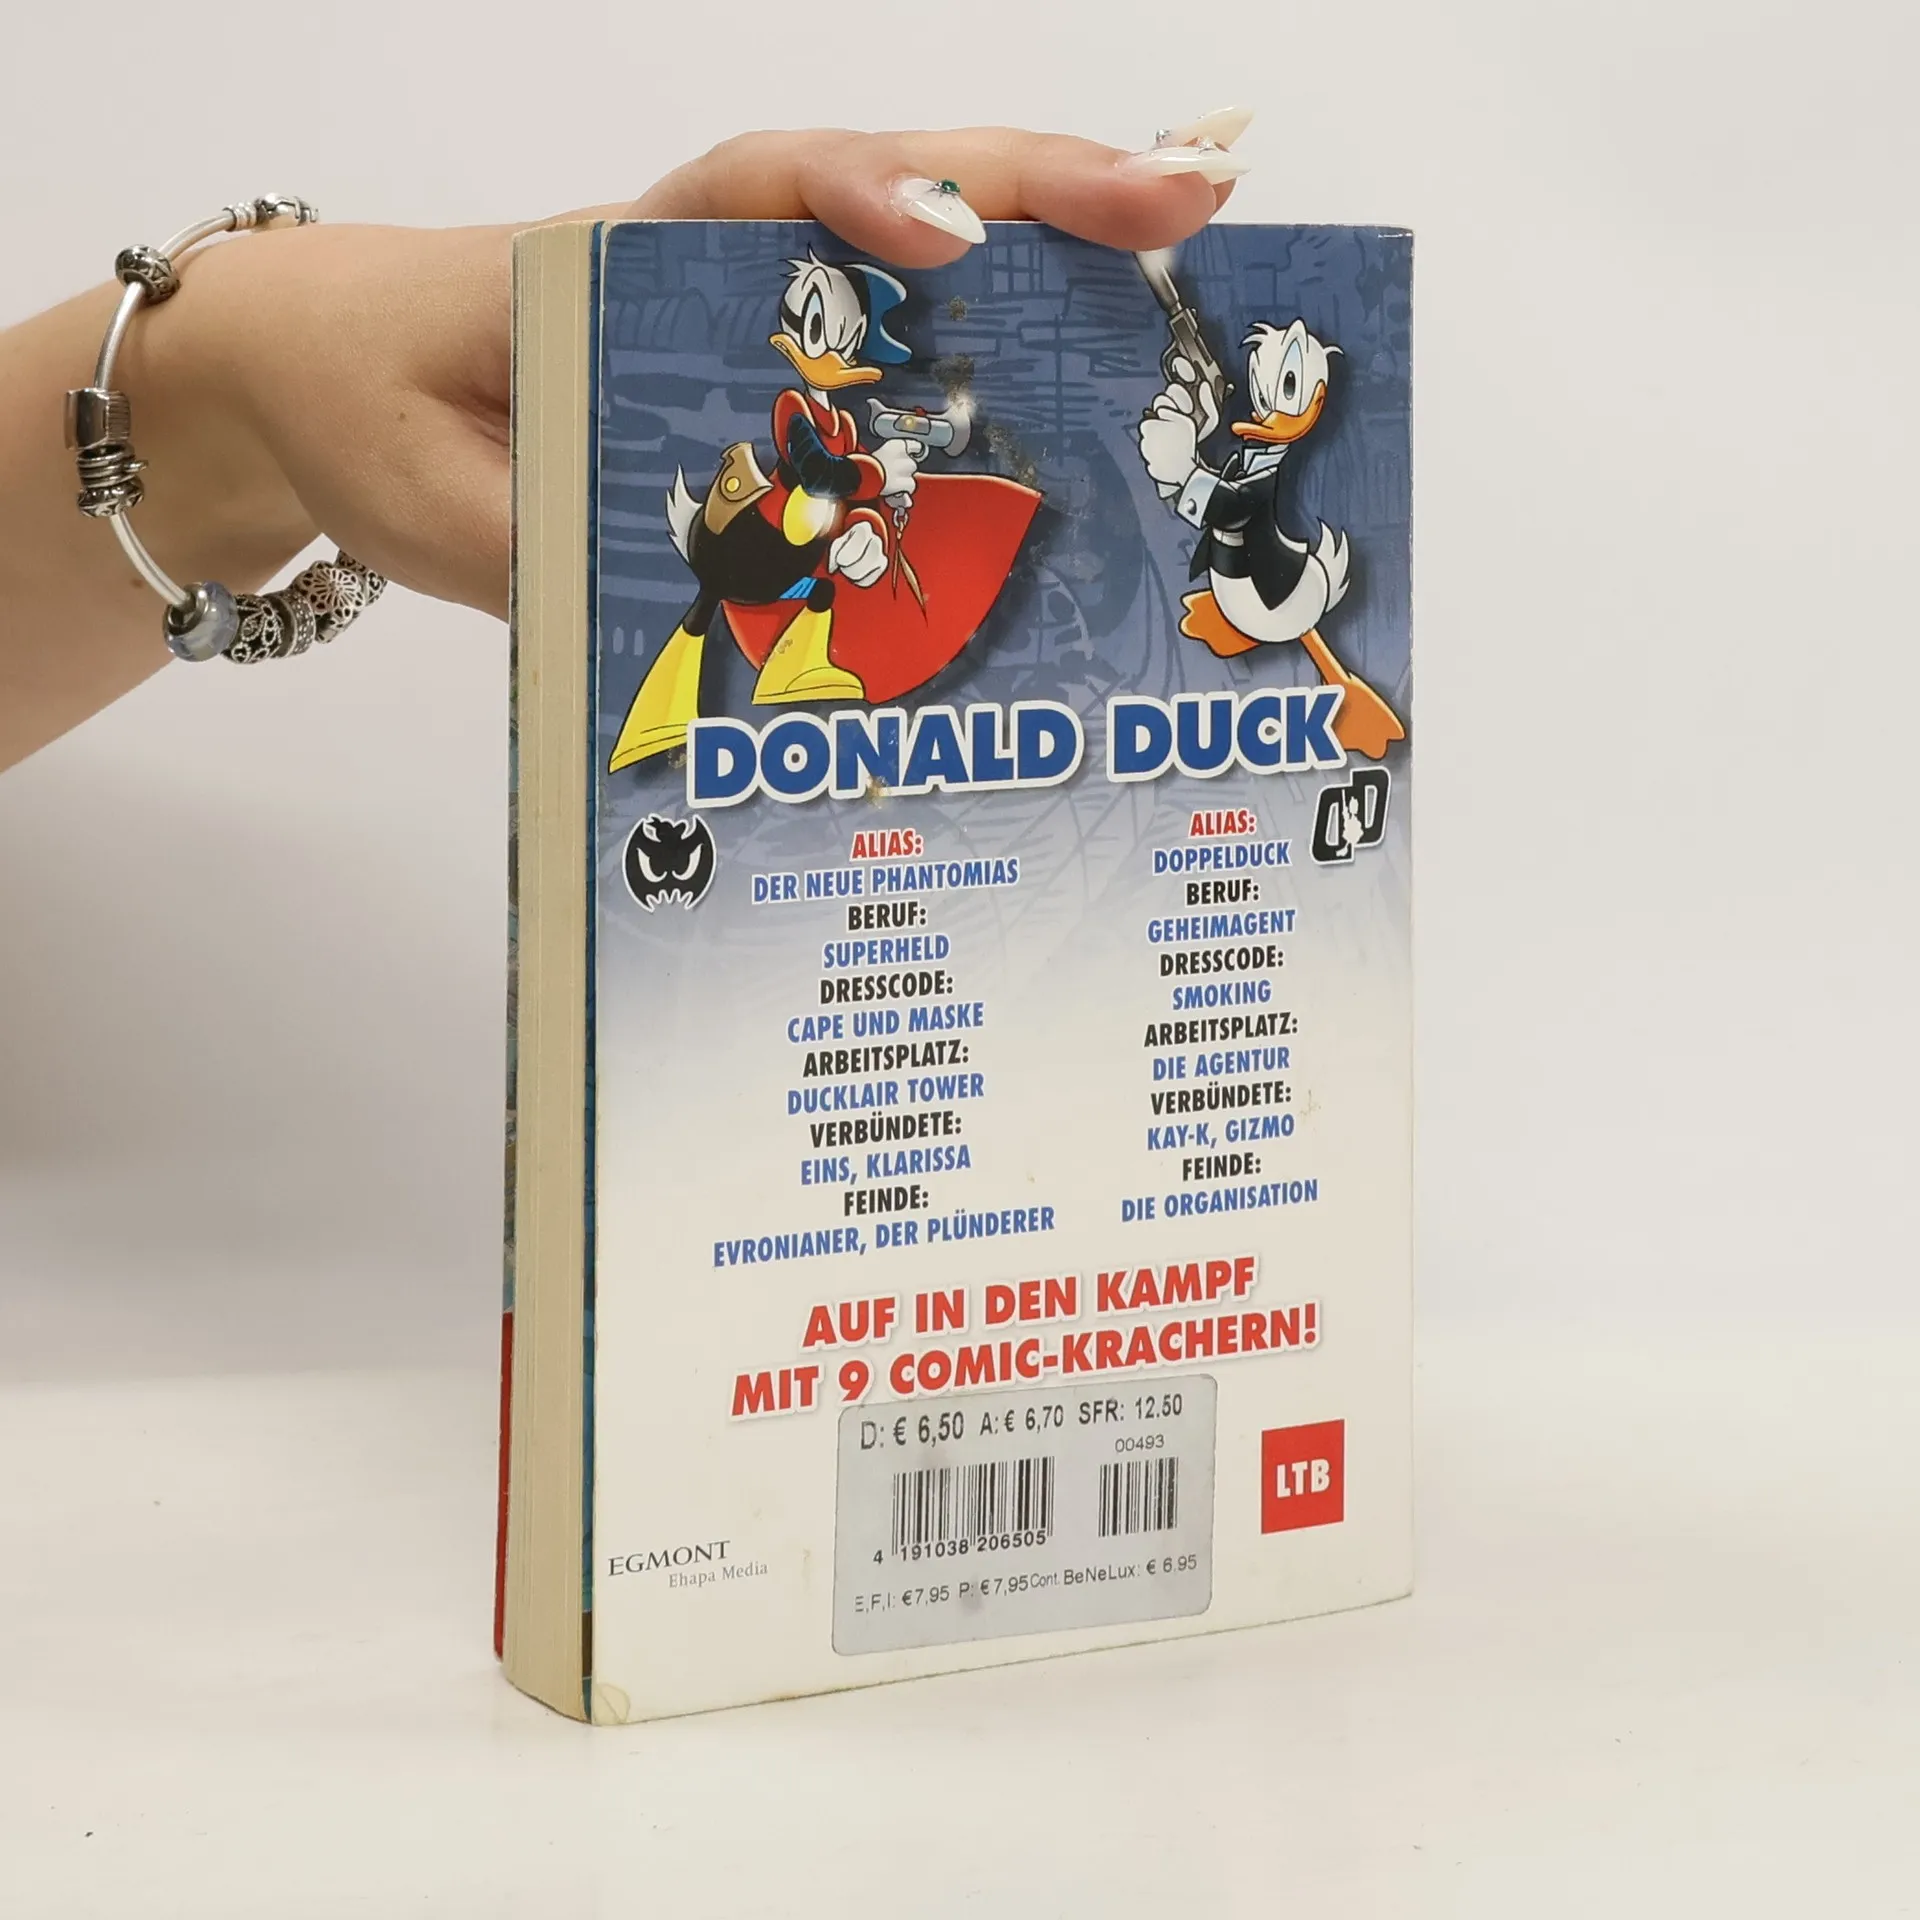 DONALD DUCK
ALIAS:
DER NEUE PHANTOMIAS
BERUF:
SUPERHELD
DRESSCODE:
CAPE UND MASKE
ARBEITSPLATZ:
DUCKLAIR TOWER
VERBÜNDETE:
EINS, KLARISSA
FEINDE:
EVRONIANER, DER PLÜNDERER
DD
ALIAS:
DOPPELDUCK
BERUF:
GEHEIMAGENT
DRESSCODE:
SMOKING
ARBEITSPLATZ:
DIE AGENTUR
VERBÜNDETE:
KAY-K, GIZMO
FEINDE:
DIE ORGANISATION
AUF IN DEN KAMPF
MIT 9 COMIC-KRACHERN!
D: € 6,50 A: € 6,70 SFR: 12.50
00493
4 191038 206505
E,F,I: €7,95 P: €7,95 Cont. BeNeLux: € 6.95
LTB
EGMONT
Ehapa Media